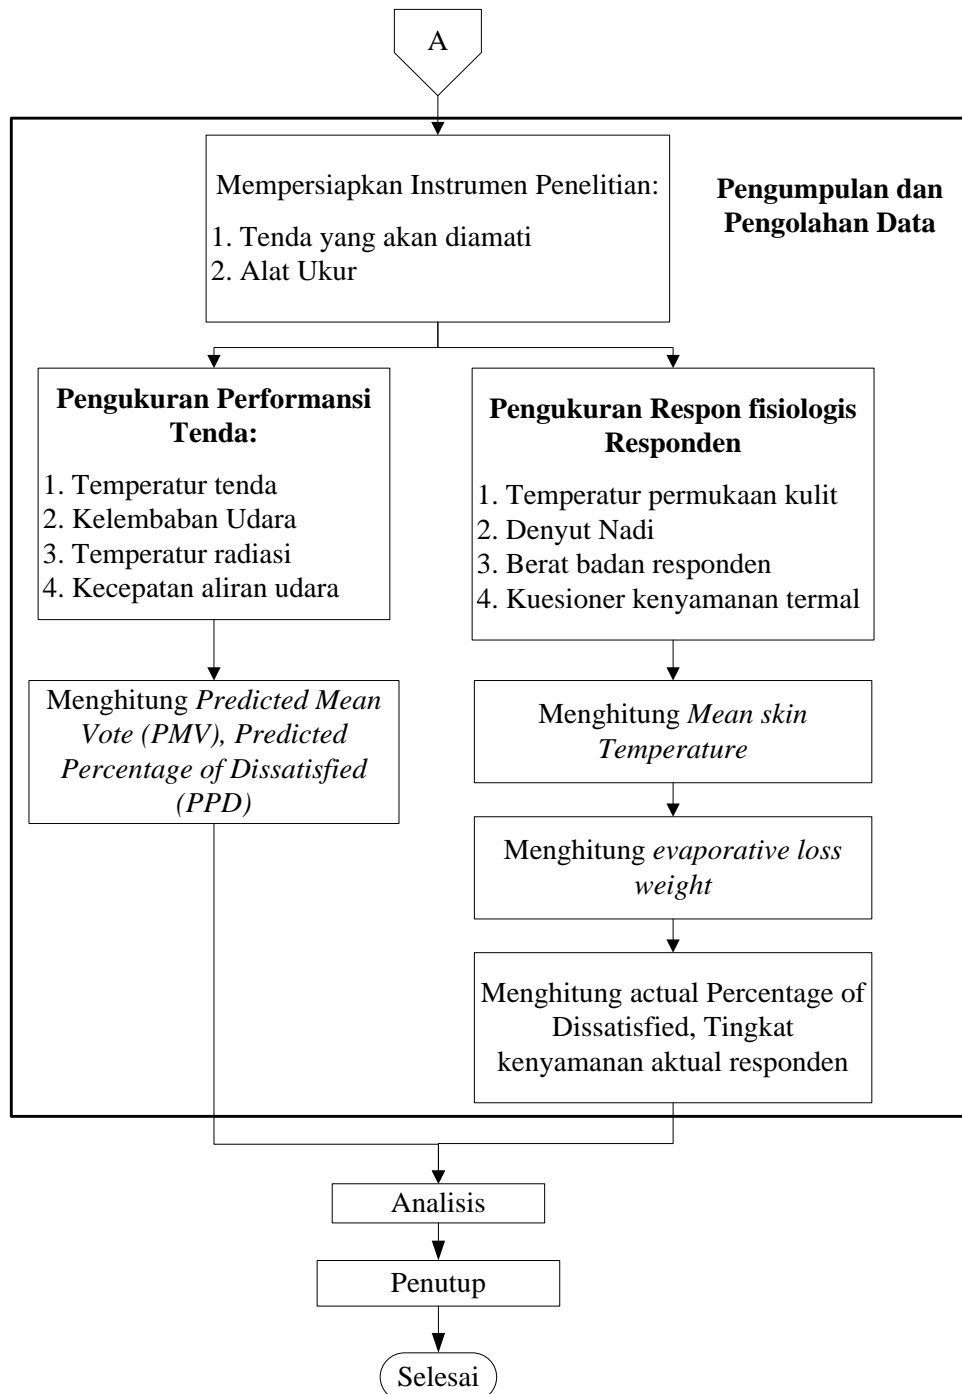 A
Mempersiapkan Instrumen Penelitian:
1. Tenda yang akan diamati
2. Alat Ukur
Pengumpulan dan
Pengolahan Data
Pengukuran Performansi
Tenda:
1. Temperatur tenda
2. Kelembaban Udara
3. Temperatur radiasi
4. Kecepatan aliran udara
Pengukuran Respon fisiologis
Responden
1. Temperatur permukaan kulit
2. Denyut Nadi
3. Berat badan responden
4. Kuesioner kenyamanan termal
Menghitung Predicted Mean
Vote (PMV), Predicted
Percentage of Dissatisfied
(PPD)
Menghitung Mean skin
Temperature
Menghitung evaporative loss
weight
Menghitung actual Percentage of
Dissatisfied, Tingkat
kenyamanan aktual responden
Analisis
Penutup
Selesai